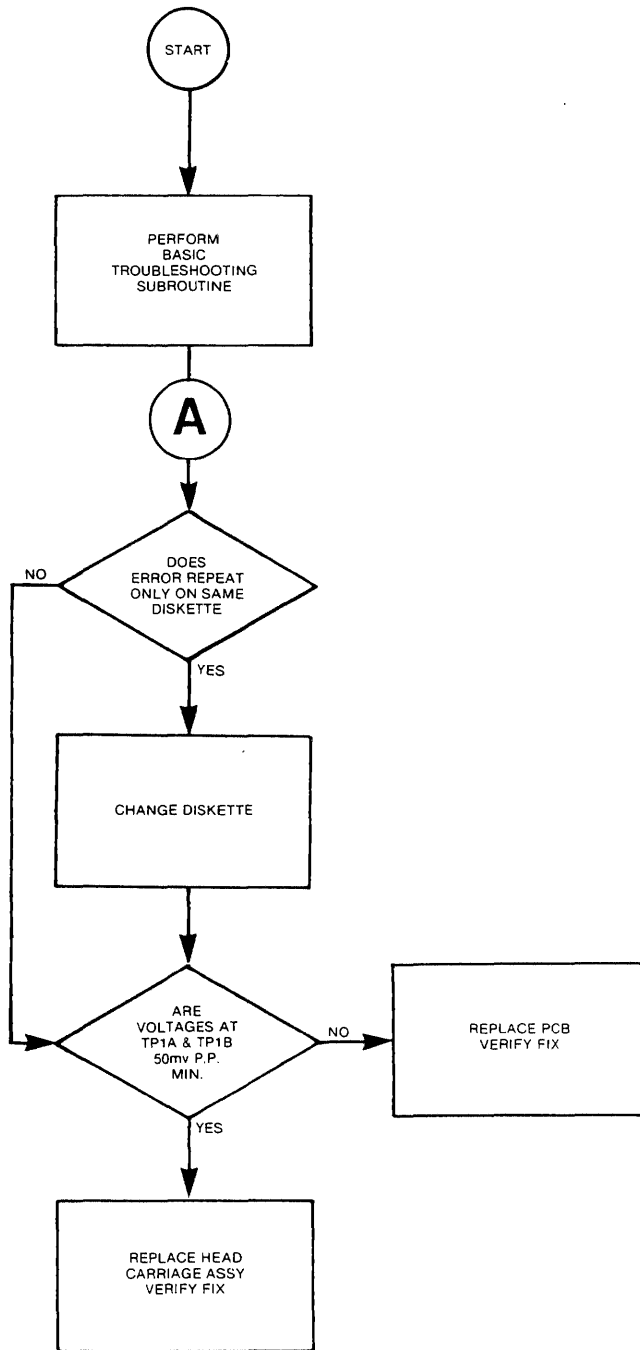 START
PERFORM
BASIC
TROUBLESHOOTING
SUBROUTINE
A
DOES
ERROR REPEAT
ONLY ON SAME
DISKETTE
NO
YES
CHANGE DISKETTE
ARE
VOLTAGES AT
TP1A & TP1B
50mv P.P.
MIN.
NO
REPLACE PCB
VERIFY FIX
YES
REPLACE HEAD
CARRIAGE ASSY
VERIFY FIX